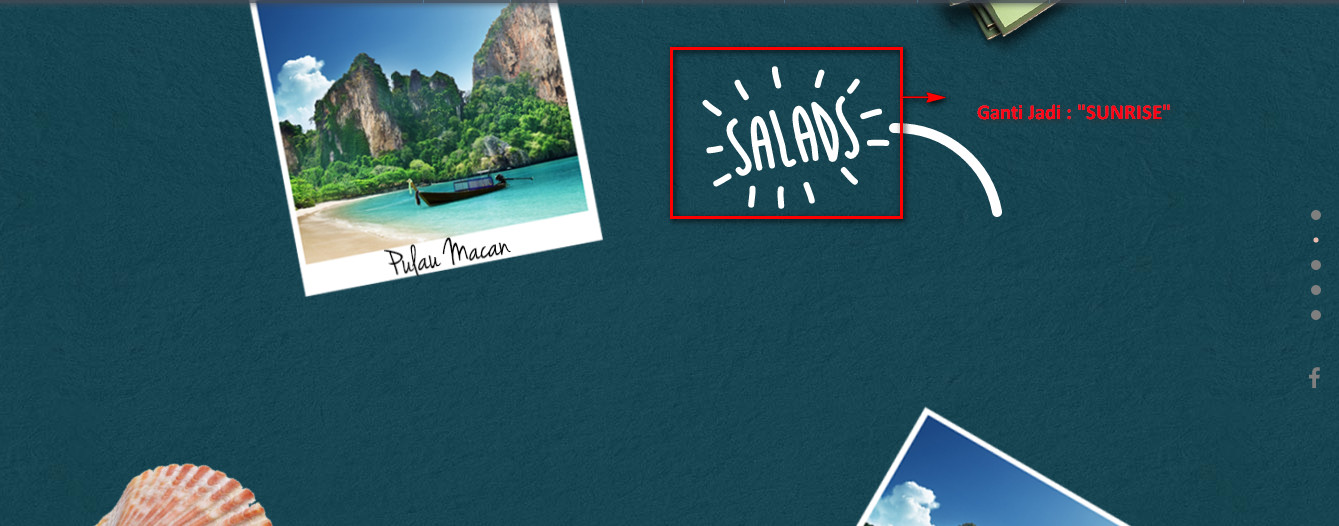 SALADS
Ganti Jadi : "SUNRISE"
Pulau Macan